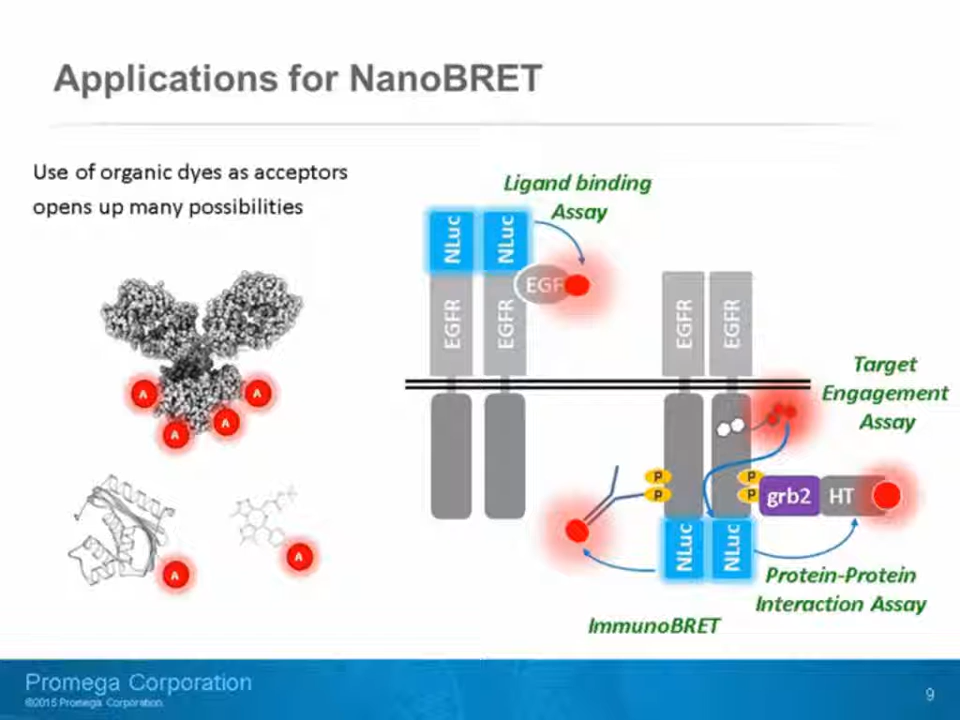 Applications for NanoBRET
Use of organic dyes as acceptors
opens up many possibilities
A
A
A
A
A
A
Ligand binding
Assay
NLuc
NLuc
EGF
EGFR
EGFR
EGFR
EGFR
Target
Engagement
Assay
P
P
P
P
grb2
HT
NLuc
NLuc
Protein-Protein
Interaction Assay
ImmunoBRET
Promega Corporation
©2015 Promega Corporation.
9